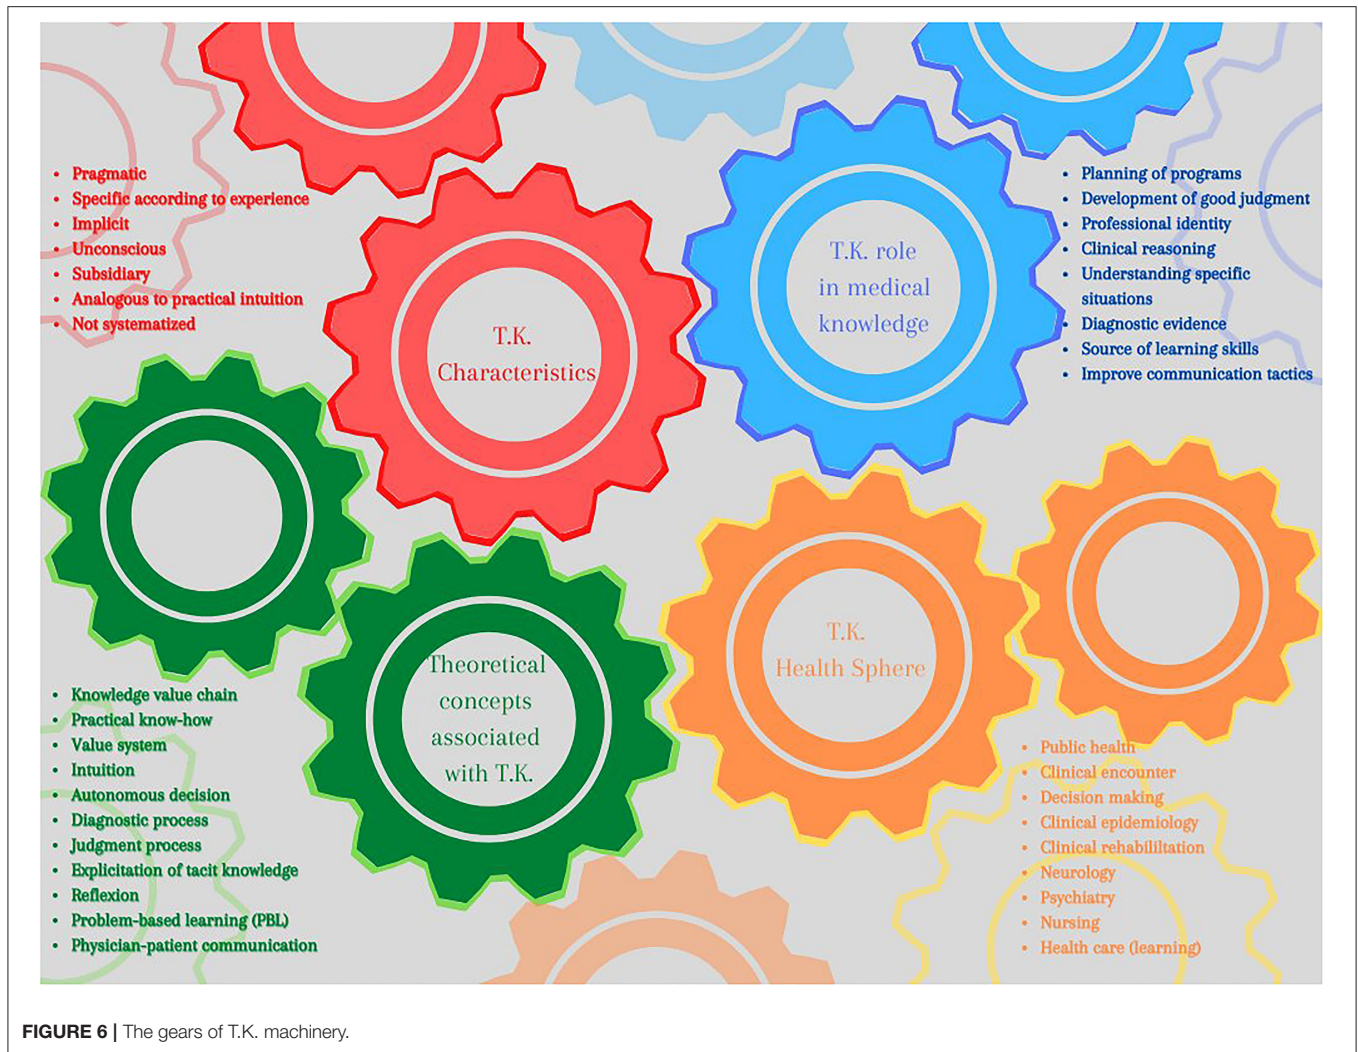 • Pragmatic
• Specific according to experience
• Implicit
• Unconscious
• Subsidiary
• Analogous to practical intuition
• Not systematized
T.K.
Characteristics
T.K. role
in medical
knowledge
• Planning of programs
• Development of good judgment
• Professional identity
• Clinical reasoning
• Understanding specific
situations
• Diagnostic evidence
• Source of learning skills
• Improve communication tactics
• Knowledge value chain
• Practical know-how
• Value system
• Intuition
• Autonomous decision
• Diagnostic process
• Judgment process
• Explicitation of tacit knowledge
• Reflexion
• Problem-based learning (PBL)
• Physician-patient communication
Theoretical
concepts
associated
with T.K.
T.K.
Health Sphere
• Public health
• Clinical encounter
• Decision making
• Clinical epidemiology
• Clinical rehabililtation
• Neurology
• Psychiatry
• Nursing
• Health care (learning)
FIGURE 6 | The gears of T.K. machinery.